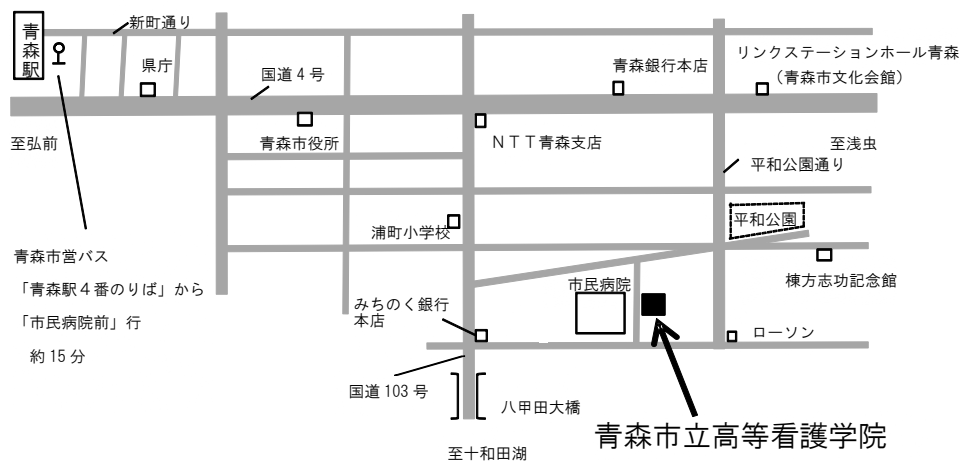 新町通り
青森駅
県庁
国道4号
青森銀行本店
リンクステーションホール青森
（青森市文化会館）
至弘前
青森市役所
ＮＴＴ青森支店
至浅虫
平和公園通り
平和公園
浦町小学校
青森市営バス
「青森駅４番のりば」から
「市民病院前」行
約15分
棟方志功記念館
市民病院
みちのく銀行
本店
ローソン
国道103号
八甲田大橋
青森市立高等看護学院
至十和田湖